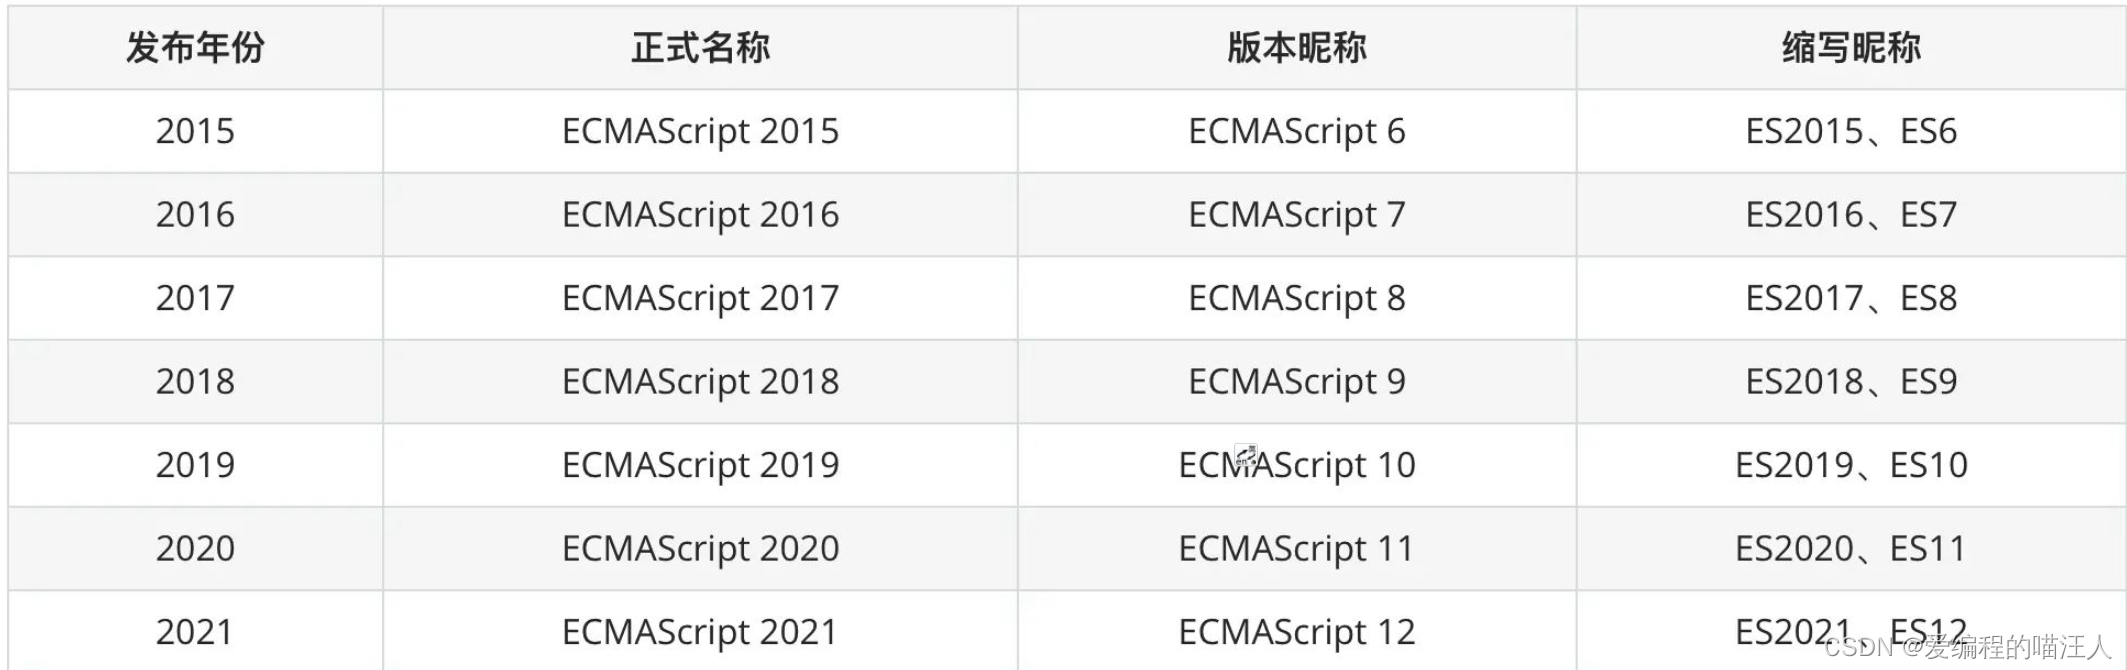 发布年份 正式名称 版本昵称 缩写昵称
2015 ECMAScript 2015 ECMAScript 6 ES2015、ES6
2016 ECMAScript 2016 ECMAScript 7 ES2016、ES7
2017 ECMAScript 2017 ECMAScript 8 ES2017、ES8
2018 ECMAScript 2018 ECMAScript 9 ES2018、ES9
2019 ECMAScript 2019 ECMAScript 10 ES2019、ES10
2020 ECMAScript 2020 ECMAScript 11 ES2020、ES11
2021 ECMAScript 2021 ECMAScript 12 ES2021、ES12
CSDN @爱编程的喵汪人